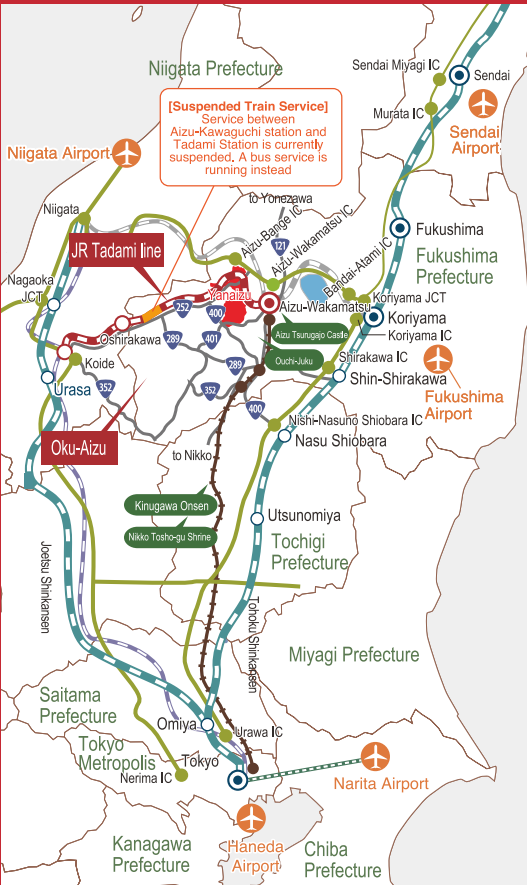 Sendai Miyagi IC
Sendai
Niigata Prefecture
[Suspended Train Service]
Service between
Aizu-Kawaguchi station and
Tadami Station is currently
suspended. A bus service is
running instead
Murata IC
Sendai
Airport
Niigata Airport
to Yonezawa
Niigata
Aizu-Bange IC
Aizu-Wakamatsu IC
121
Bandai-Atami IC
Fukushima
Fukushima
Prefecture
JR Tadami line
Nagaoka
JCT
Yanaizu
252
400
Aizu-Wakamatsu
Koriyama JCT
Koriyama
Koriyama IC
Oshirakawa
289
401
Aizu Tsurugajo Castle
Ouchi-Juku
Shirakawa IC
Koide
289
Shin-Shirakawa
Urasa
352
352
400
Fukushima
Airport
Nishi-Nasuno Shiobara IC
Nasu Shiobara
Oku-Aizu
to Nikko
Kinugawa Onsen
Utsunomiya
Nikko Tosho-gu Shrine
Tochigi
Prefecture
Joetsu Shinkansen
Tohoku Shinkansen
Miyagi Prefecture
Saitama
Prefecture
Omiya
Urawa IC
Tokyo
Metropolis
Tokyo
Nerima IC
Narita Airport
Kanagawa
Prefecture
Haneda
Airport
Chiba
Prefecture